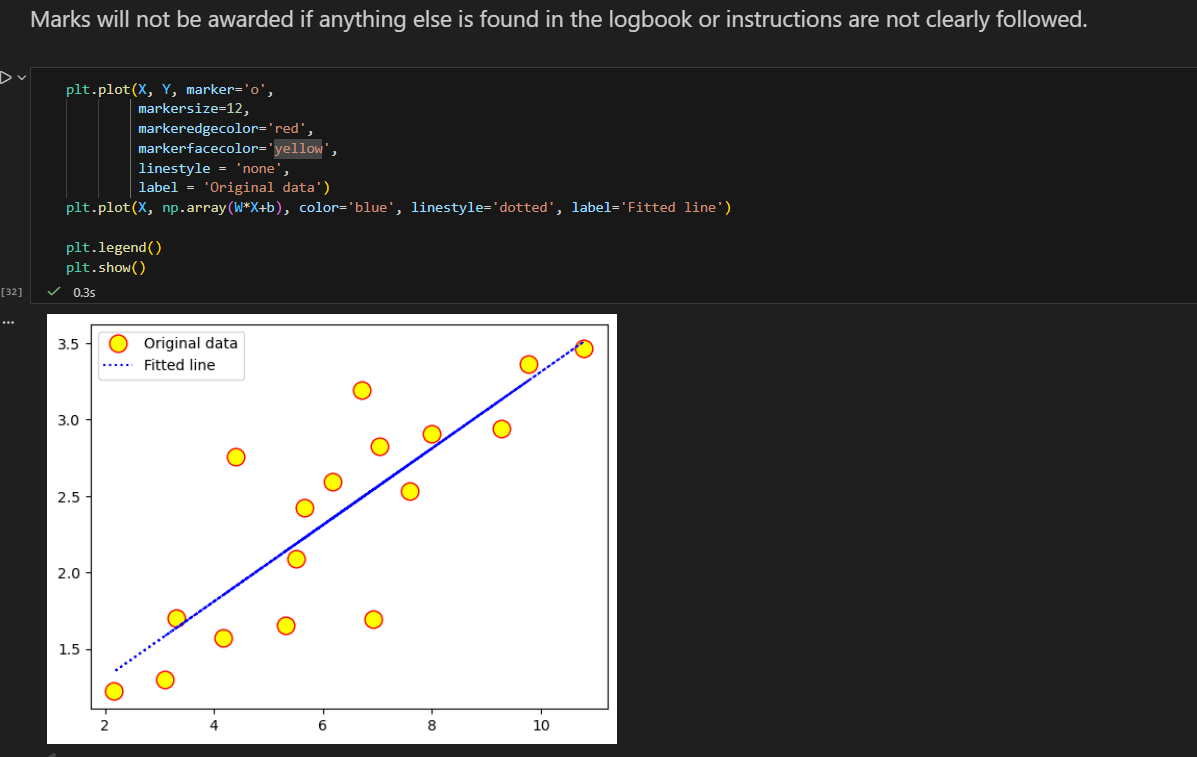 Marks will not be awarded if anything else is found in the logbook or instructions are not clearly followed.
plt.plot(X, Y, marker='o',
markersize=12,
markeredgecolor='red',
markerfacecolor='yellow',
linestyle = 'none',
label = 'Original data')
plt.plot(X, np.array(W*X+b), color='blue', linestyle='dotted', label='Fitted line')
plt.legend()
plt.show()
[32]
0.3s
...
Original data
Fitted line
3.5
3.0
2.5
2.0
1.5
2 4 6 8 10